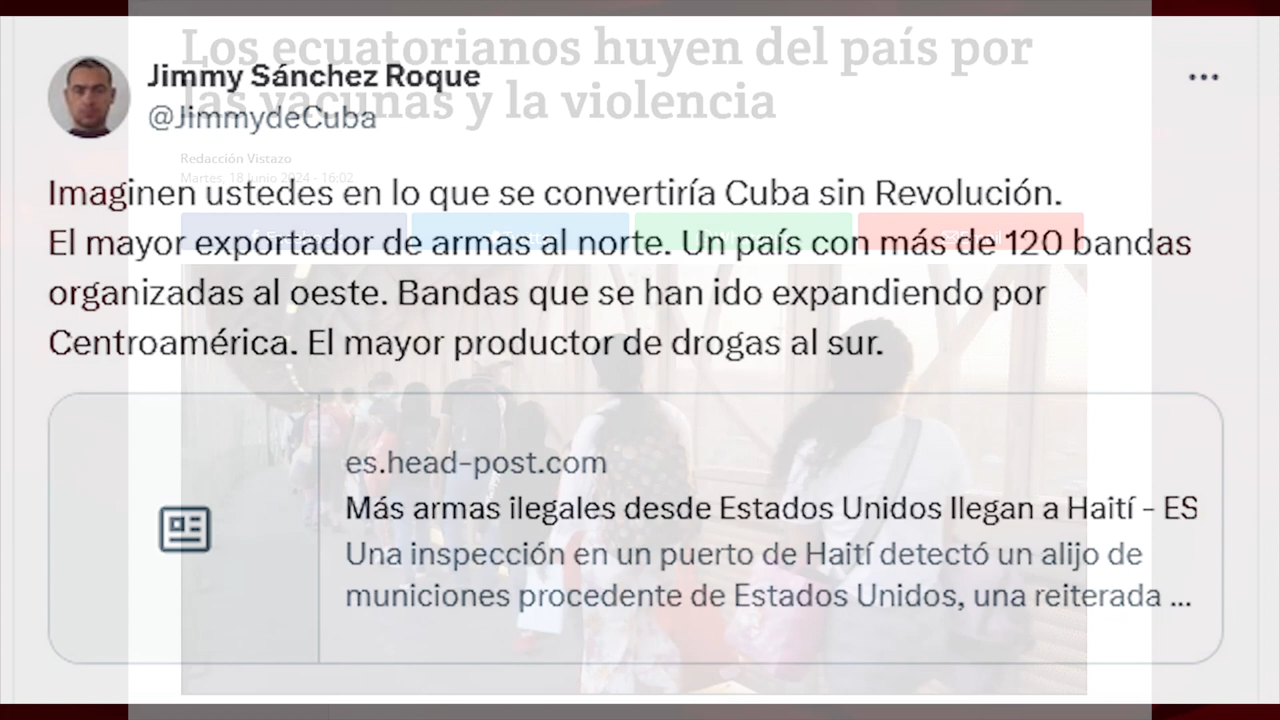 Los ecuatorianos huyen del país por
las vacunas y la violencia
Jimmy Sánchez Roque
@JimmydeCuba
Redacción Vistazo
Martes, 18 Junio 2024 - 16:02
Imaginen ustedes en lo que se convertiría Cuba sin Revolución.
El mayor exportador de armas al norte. Un país con más de 120 bandas
organizadas al oeste. Bandas que se han ido expandiendo por
Centroamérica. El mayor productor de drogas al sur.
es.head-post.com
Más armas ilegales desde Estados Unidos llegan a Haití - ES
Una inspección en un puerto de Haití detectó un alijo de
municiones procedente de Estados Unidos, una reiterada ...